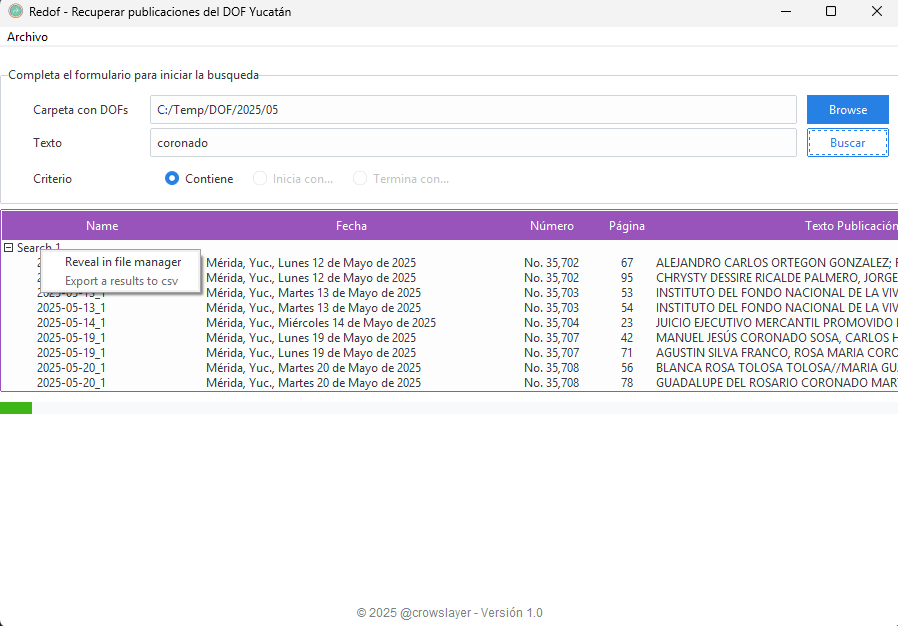 Redof - Recuperar publicaciones del DOF Yucatán
Archivo
Completa el formulario para iniciar la busqueda
Carpeta con DOFs C:/Temp/DOF/2025/05 Browse
Texto coronado Buscar
Criterio Contiene Inicia con... Termina con...
Name Fecha Número Página Texto Publicación
Search 1
Reveal in file manager
Export a results to csv
Mérida, Yuc., Lunes 12 de Mayo de 2025 No. 35,702 67 ALEJANDRO CARLOS ORTEGON GONZALEZ;
Mérida, Yuc., Lunes 12 de Mayo de 2025 No. 35,702 95 CHRYSTY DESSIRE RICALDE PALMERO, JORGE
2025-05-13_1 Mérida, Yuc., Martes 13 de Mayo de 2025 No. 35,703 53 INSTITUTO DEL FONDO NACIONAL DE LA
2025-05-13_1 Mérida, Yuc., Martes 13 de Mayo de 2025 No. 35,703 54 INSTITUTO DEL FONDO NACIONAL DE LA
2025-05-14_1 Mérida, Yuc., Miércoles 14 de Mayo de 2025 No. 35,704 23 JUICIO EJECUTIVO MERCANTIL PROMOVIDO
2025-05-19_1 Mérida, Yuc., Lunes 19 de Mayo de 2025 No. 35,707 42 MANUEL JESÚS CORONADO SOSA, CARLOS
2025-05-19_1 Mérida, Yuc., Lunes 19 de Mayo de 2025 No. 35,707 71 AGUSTIN SILVA FRANCO, ROSA MARIA CORO
2025-05-20_1 Mérida, Yuc., Martes 20 de Mayo de 2025 No. 35,708 56 BLANCA ROSA TOLOSA TOLOSA//MARIA
2025-05-20_1 Mérida, Yuc., Martes 20 de Mayo de 2025 No. 35,708 78 GUADALUPE DEL ROSARIO CORONADO
© 2025 @crowslayer - Versión 1.0